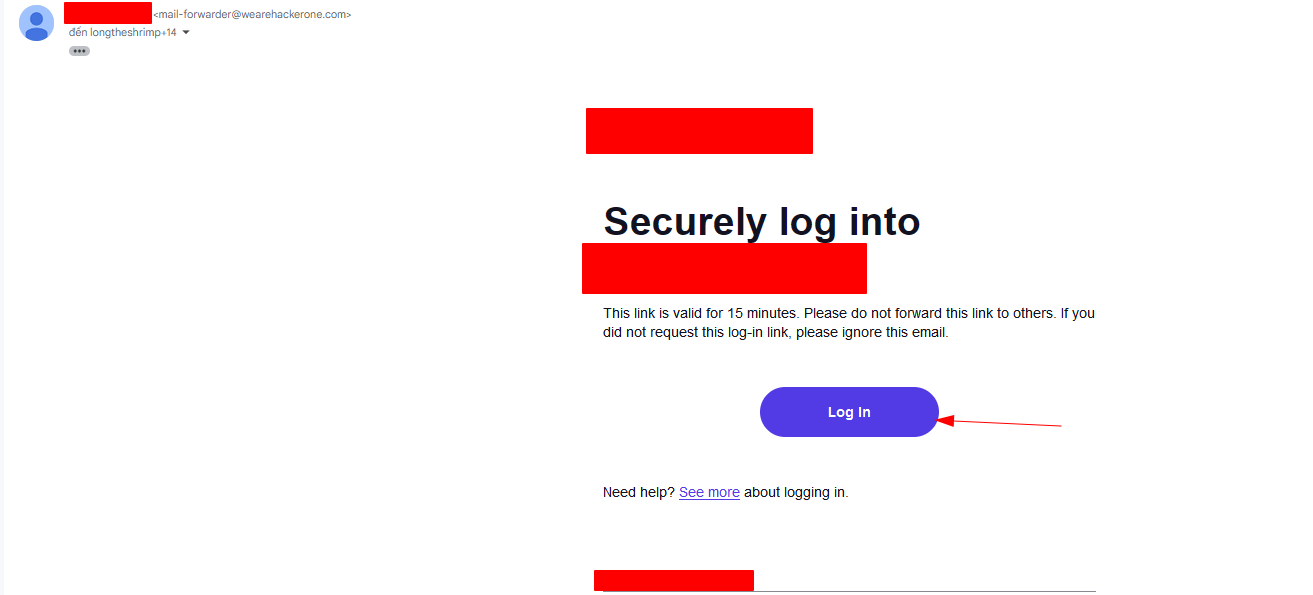 <mail-forwarder@wearehackerone.com>
đến longtheshrimp+14
Securely log into
This link is valid for 15 minutes. Please do not forward this link to others. If you
did not request this log-in link, please ignore this email.
Log In
Need help? See more about logging in.